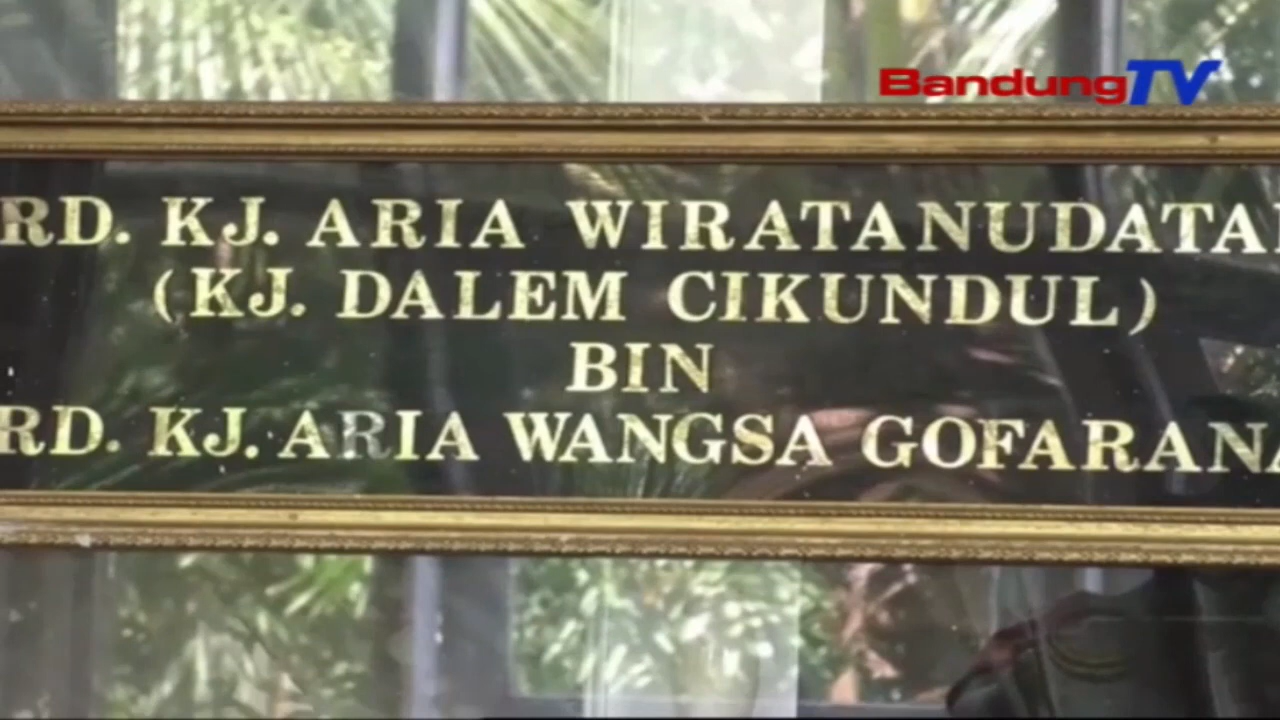 BandungTV
RD. KJ. ARIA WIRATANUDATA
(KJ. DALEM CIKUNDUL)
BIN
RD. KJ. ARIA WANGSA GOFARANA